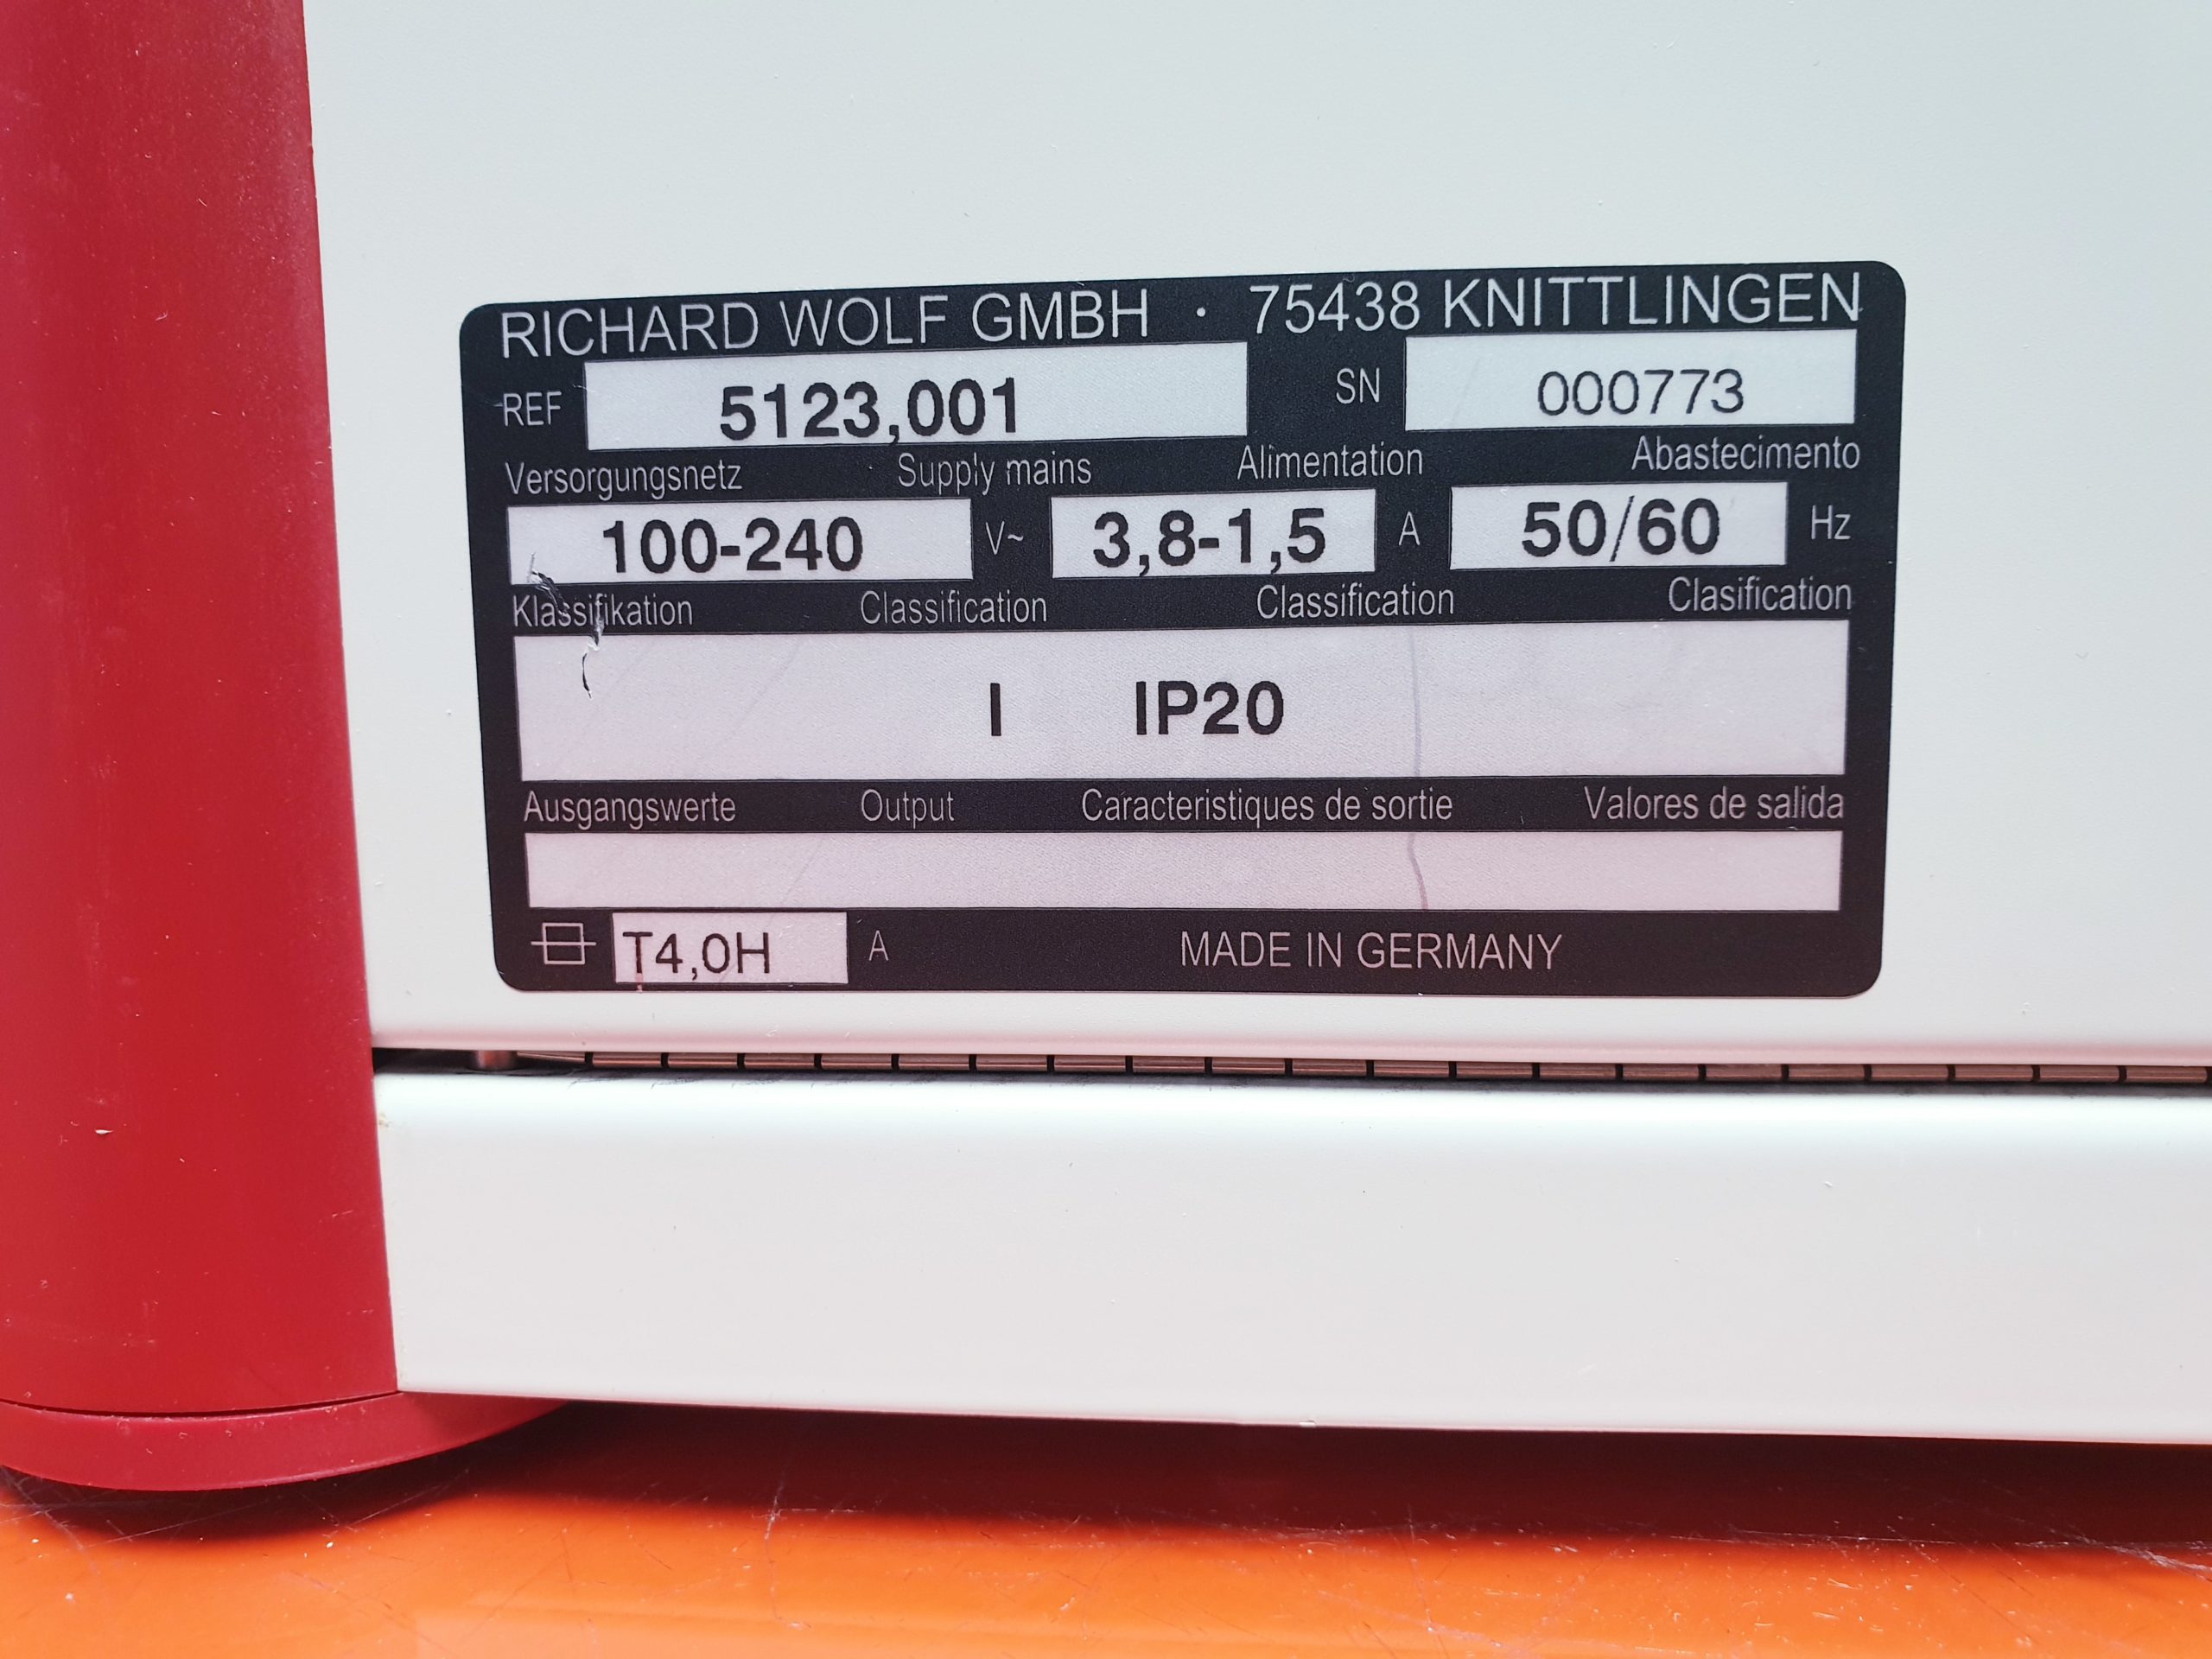 RICHARD WOLF GMBH · 75438 KNITTLINGEN
REF 5123,001 SN 000773
Versorgungsnetz Supply mains Alimentation Abastecimento
100-240 V~ 3,8-1,5 A 50/60 Hz
Klassifikation Classification Classification Clasification
I IP20
Ausgangswerte Output Caracteristiques de sortie Valores de salida
T4,0H A MADE IN GERMANY